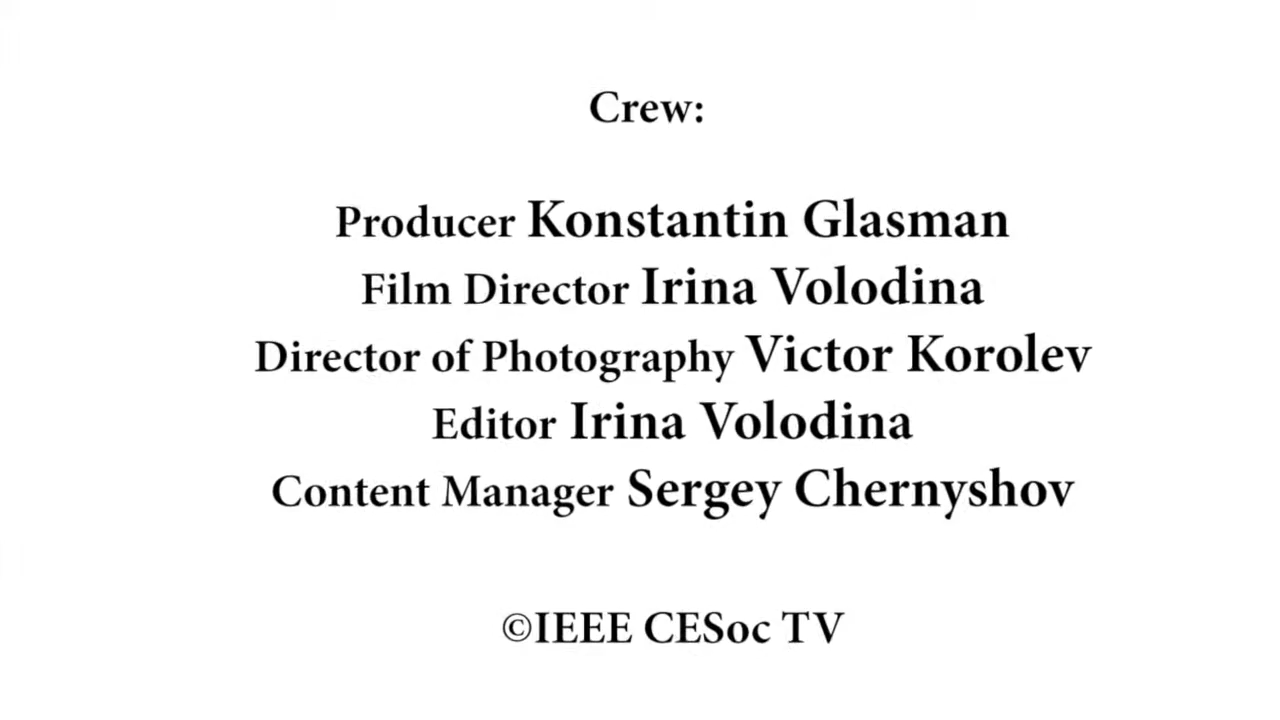 Crew:
Producer Konstantin Glasman
Film Director Irina Volodina
Director of Photography Victor Korolev
Editor Irina Volodina
Content Manager Sergey Chernyshov
©IEEE CESoc TV